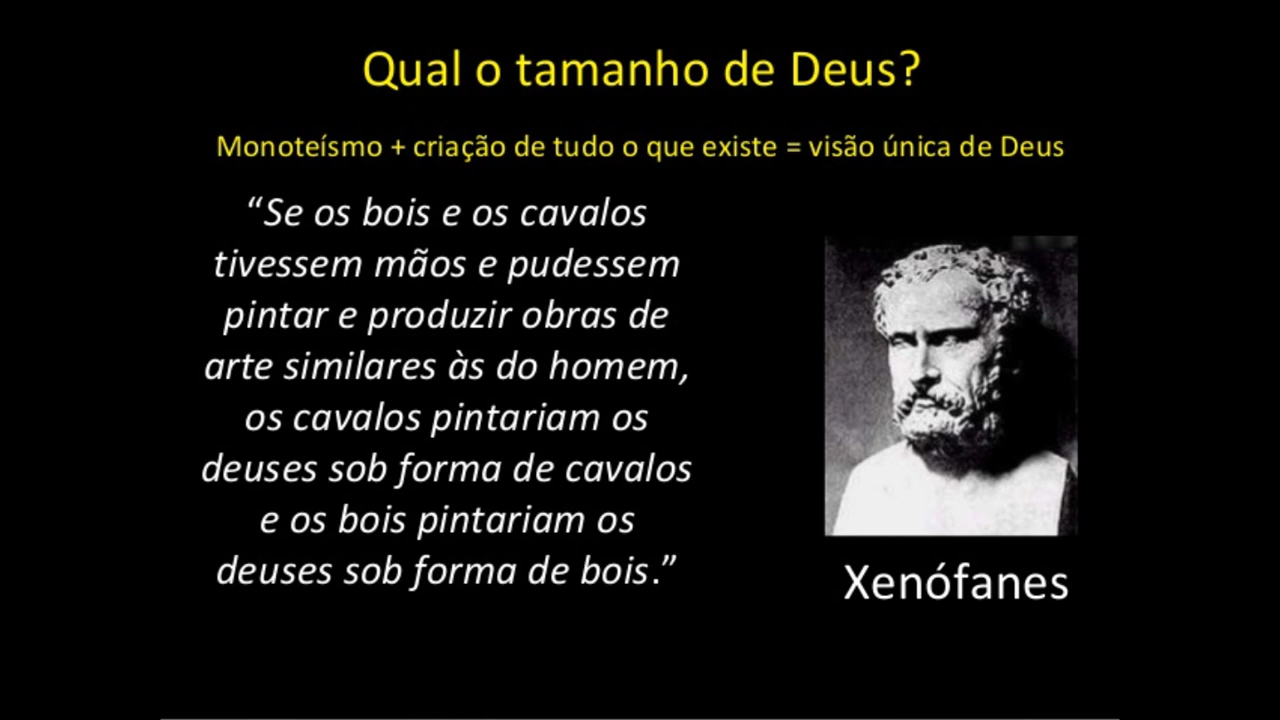 Qual o tamanho de Deus?
Monoteísmo + criação de tudo o que existe = visão única de Deus
“Se os bois e os cavalos
tivessem mãos e pudessem
pintar e produzir obras de
arte similares às do homem,
os cavalos pintariam os
deuses sob forma de cavalos
e os bois pintariam os
deuses sob forma de bois.”
Xenófanes